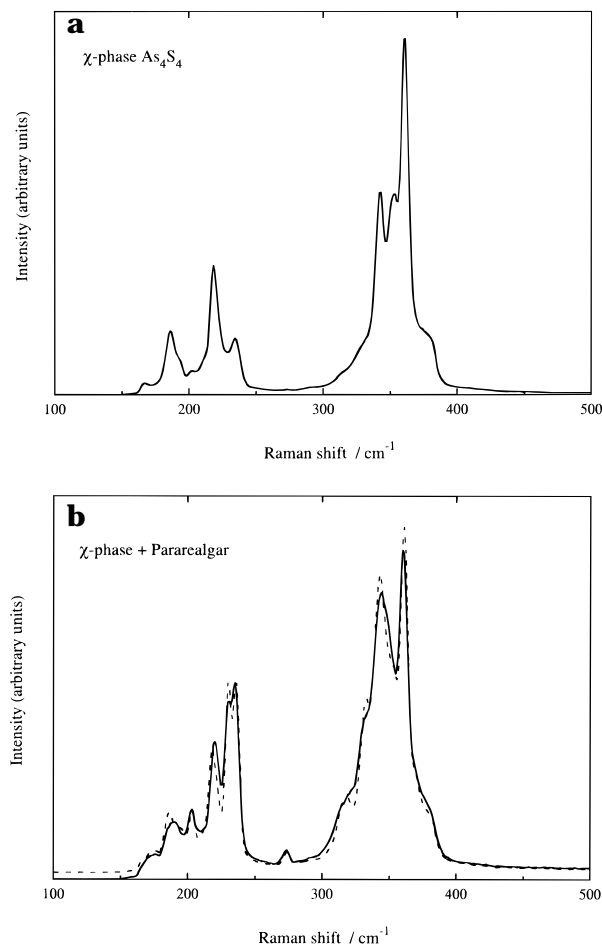 a
χ-phase As4S4
Intensity (arbitrary units)
100 200 300 400 500
Raman shift / cm-1
b
χ-phase + Pararealgar
Intensity (arbitrary units)
100 200 300 400 500
Raman shift / cm-1